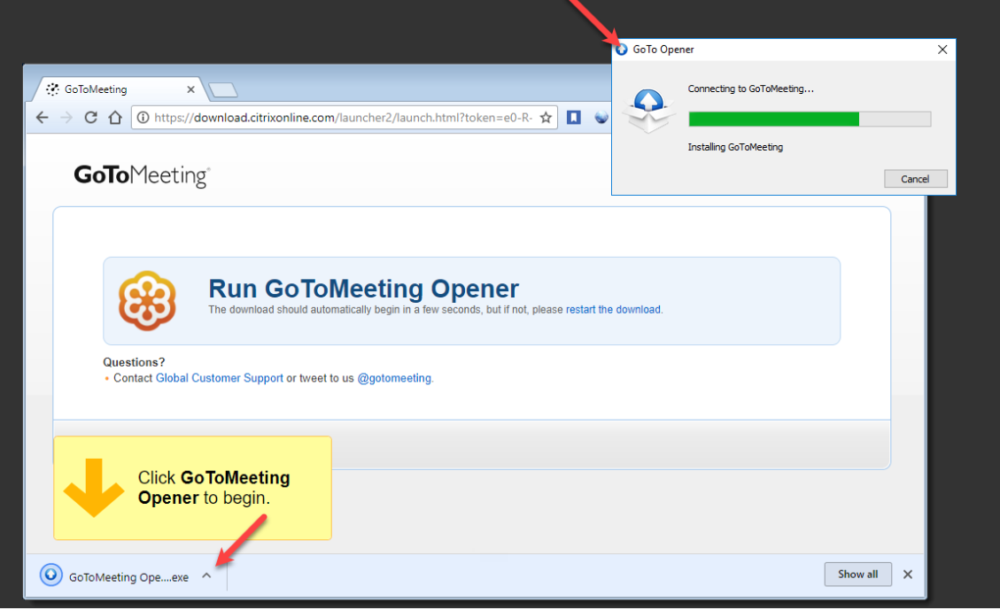 GoTo Opener
Connecting to GoToMeeting...
Installing GoToMeeting
Cancel
GoToMeeting
https://download.citrixonline.com/launcher2/launch.html?token=e0-R-
GoToMeeting
Run GoToMeeting Opener
The download should automatically begin in a few seconds, but if not, please restart the download.
Questions?
• Contact Global Customer Support or tweet to us @gotomeeting.
Click GoToMeeting
Opener to begin.
GoToMeeting Ope....exe
Show all